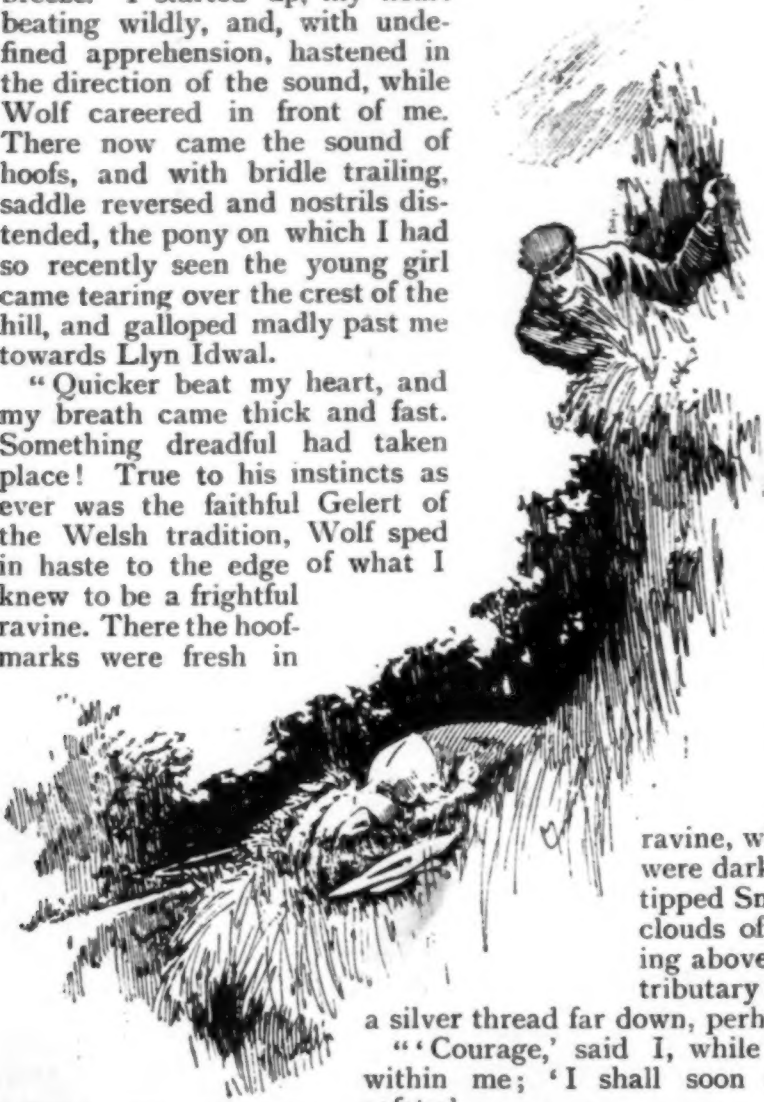 beating wildly, and, with unde-
fined apprehension, hastened in
the direction of the sound, while
Wolf careered in front of me.
There now came the sound of
hoofs, and with bridle trailing,
saddle reversed and nostrils dis-
tended, the pony on which I had
so recently seen the young girl
came tearing over the crest of the
hill, and galloped madly past me
towards Llyn Idwal.
“Quicker beat my heart, and
my breath came thick and fast.
Something dreadful had taken
place! True to his instincts as
ever was the faithful Gelert of
the Welsh tradition, Wolf sped
in haste to the edge of what I
knew to be a frightful
ravine. There the hoof-
marks were fresh in
ravine, w
were dark
tipped Sn
clouds of
ing above
tributary
a silver thread far down, perh
“‘Courage,’ said I, while
within me; ‘I shall soon